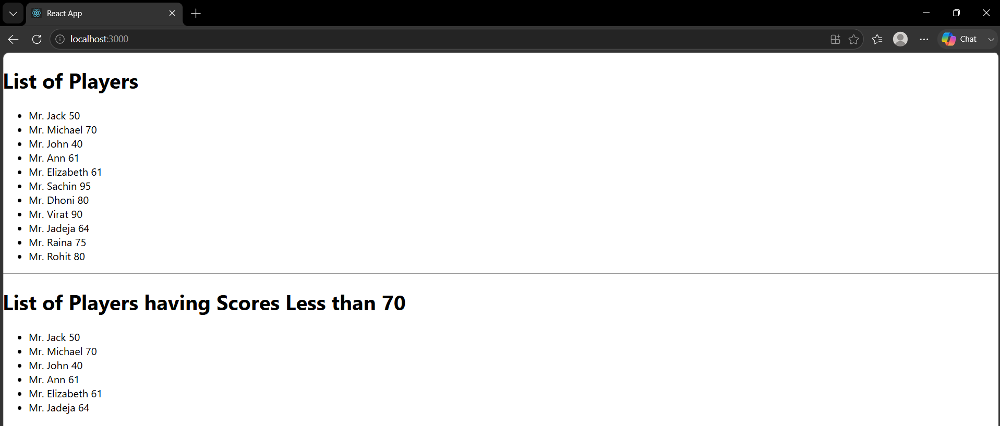 React App
localhost:3000
Chat
List of Players
Mr. Jack 50
Mr. Michael 70
Mr. John 40
Mr. Ann 61
Mr. Elizabeth 61
Mr. Sachin 95
Mr. Dhoni 80
Mr. Virat 90
Mr. Jadeja 64
Mr. Raina 75
Mr. Rohit 80
List of Players having Scores Less than 70
Mr. Jack 50
Mr. Michael 70
Mr. John 40
Mr. Ann 61
Mr. Elizabeth 61
Mr. Jadeja 64